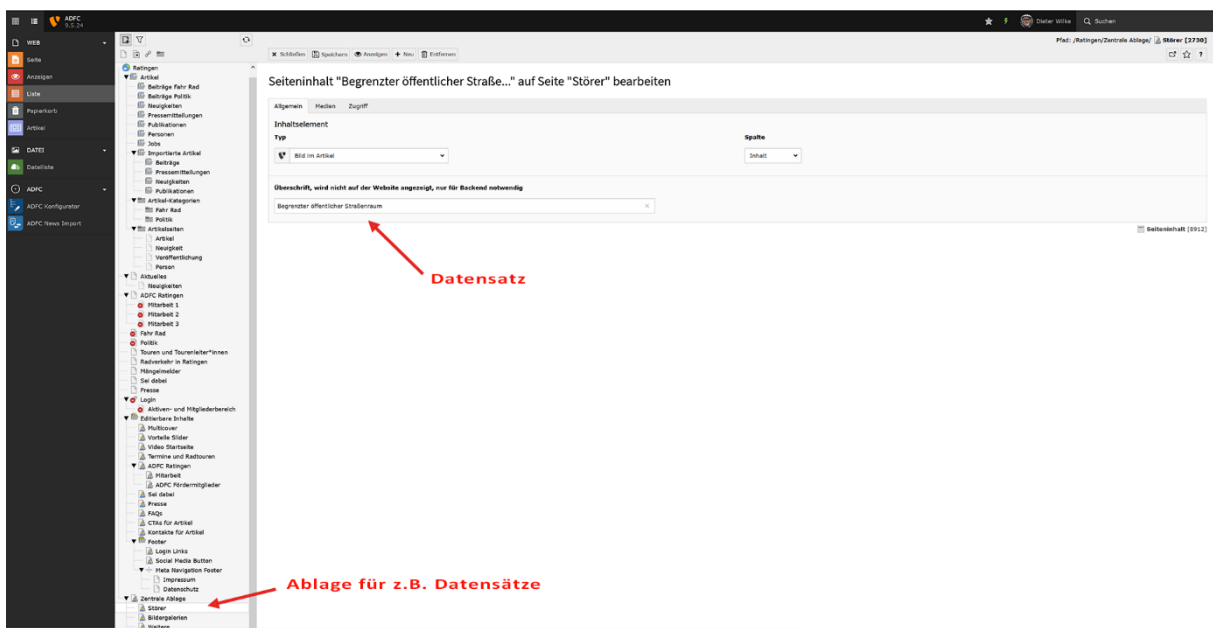 ADFC
9.5.24
Dieter Wilke
Suchen
WEB
Seite
Anzeigen
Liste
Papierkorb
Artikel
DATEI
Dateiliste
ADFC
ADFC Konfigurator
ADFC News Import
Ratingen
Artikel
Beiträge Fahr Rad
Beiträge Politik
Neuigkeiten
Pressemitteilungen
Publikationen
Personen
Jobs
Importierte Artikel
Beiträge
Pressemitteilungen
Neuigkeiten
Publikationen
Artikel-Kategorien
Fahr Rad
Politik
Artikelseiten
Artikel
Neuigkeit
Veröffentlichung
Person
Aktuelles
Neuigkeiten
ADFC Ratingen
Mitarbeit 1
Mitarbeit 2
Mitarbeit 3
Fahr Rad
Politik
Touren und Tourenleiter*innen
Radverkehr in Ratingen
Mängelmelder
Sei dabei
Presse
Login
Aktiven- und Mitgliederbereich
Editierbare Inhalte
Multicover
Vorteile Slider
Video Startseite
Termine und Radtouren
ADFC Ratingen
Mitarbeit
ADFC Fördermitglieder
Sei dabei
Presse
FAQs
CTAs für Artikel
Kontakte für Artikel
Footer
Login Links
Social Media Button
Meta Navigation Footer
Impressum
Datenschutz
Zentrale Ablage
Störer
Bildergalerien
Weitere
Pfad: /Ratingen/Zentrale Ablage/ Störer [2730]
Schließen Speichern Anzeigen Neu Entfernen
Seiteninhalt "Begrenzter öffentlicher Straße..." auf Seite "Störer" bearbeiten
Allgemein Medien Zugriff
Inhaltselement
Typ Spalte
Bild im Artikel Inhalt
Überschrift, wird nicht auf der Website angezeigt, nur für Backend notwendig
Begrenzter öffentlicher Straßenraum
Seiteninhalt [8912]
Datensatz
Ablage für z.B. Datensätze